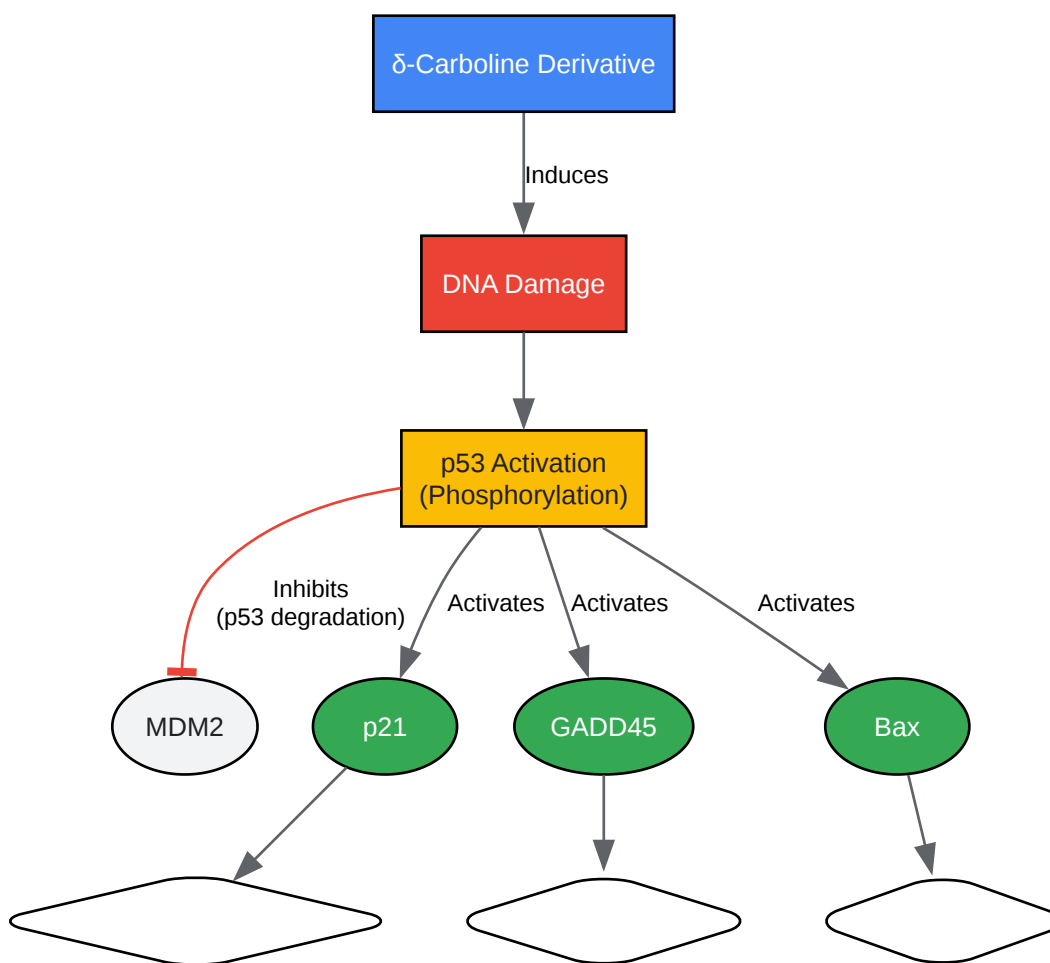 δ-Carboline Derivative
Induces
DNA Damage
p53 Activation
(Phosphorylation)
Inhibits
(p53 degradation)
Activates
Activates
Activates
MDM2
p21
GADD45
Bax